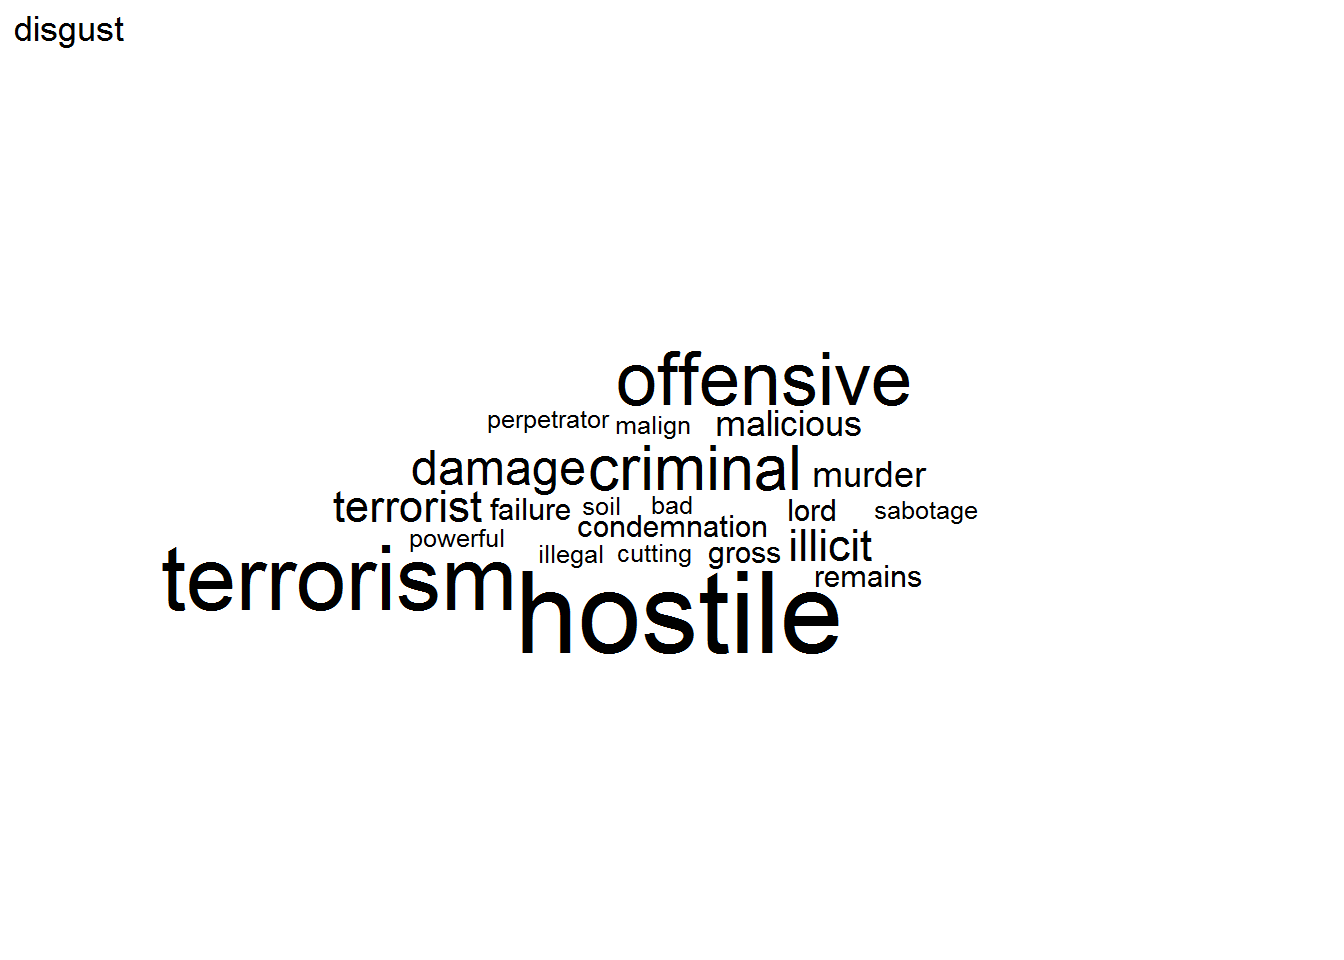 disgust
offensive
perpetrator malign malicious
damage criminal murder
terrorist failure soil bad lord sabotage
condemnation
powerful illegal cutting gross illicit
remains
terrorism hostile